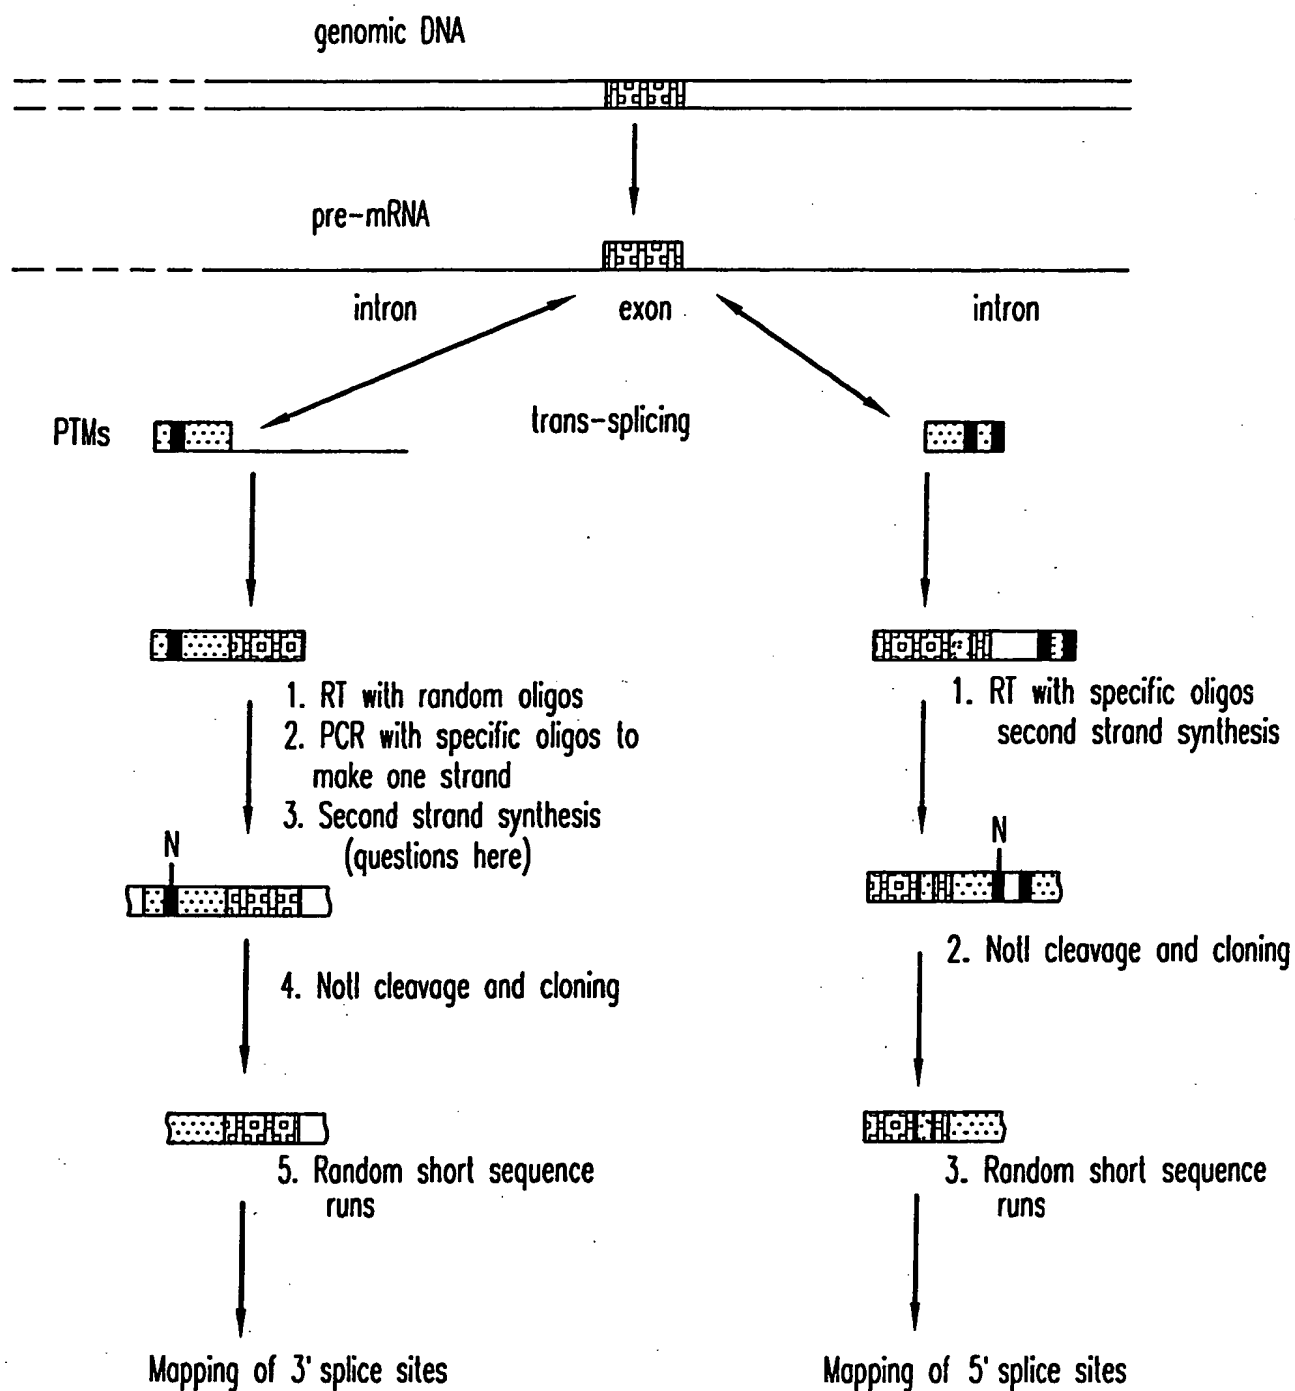 genomic DNA
pre-mRNA
intron
exon
intron
PTMs
trans-splicing
1. RT with random oligos
2. PCR with specific oligos to
make one strand
3. Second strand synthesis
(questions here)
1. RT with specific oligos
second strand synthesis
N
N
4. NotI cleavage and cloning
2. NotI cleavage and cloning
5. Random short sequence
runs
3. Random short sequence
runs
Mapping of 3' splice sites
Mapping of 5' splice sites